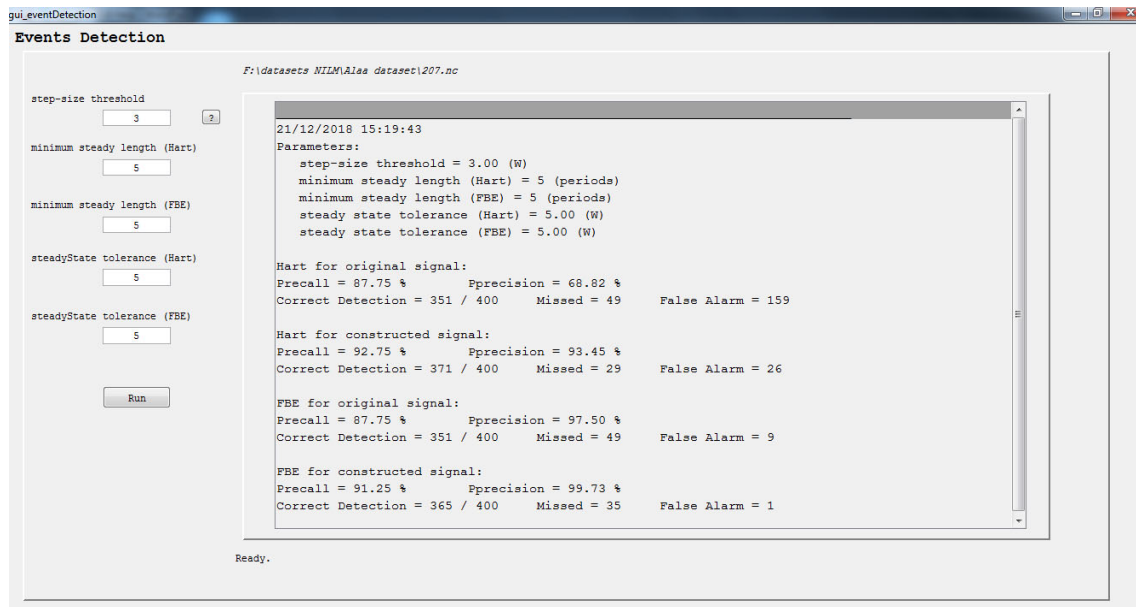 gui_eventDetection
Events Detection
F:\datasets NILM\Alaa dataset\207.nc
step-size threshold
3
?
minimum steady length (Hart)
5
minimum steady length (FBE)
5
steadyState tolerance (Hart)
5
steadyState tolerance (FBE)
5
Run
21/12/2018 15:19:43
Parameters:
step-size threshold = 3.00 (W)
minimum steady length (Hart) = 5 (periods)
minimum steady length (FBE) = 5 (periods)
steady state tolerance (Hart) = 5.00 (W)
steady state tolerance (FBE) = 5.00 (W)
Hart for original signal:
Precall = 87.75 % Pprecision = 68.82 %
Correct Detection = 351 / 400 Missed = 49 False Alarm = 159
Hart for constructed signal:
Precall = 92.75 % Pprecision = 93.45 %
Correct Detection = 371 / 400 Missed = 29 False Alarm = 26
FBE for original signal:
Precall = 87.75 % Pprecision = 97.50 %
Correct Detection = 351 / 400 Missed = 49 False Alarm = 9
FBE for constructed signal:
Precall = 91.25 % Pprecision = 99.73 %
Correct Detection = 365 / 400 Missed = 35 False Alarm = 1
Ready.